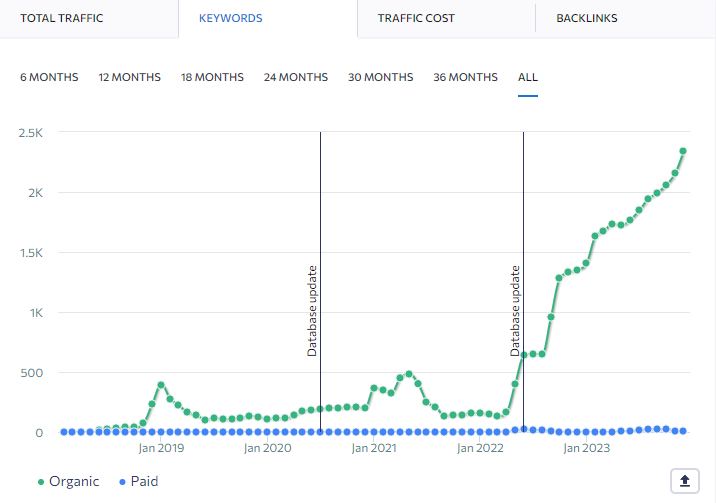 TOTAL TRAFFIC KEYWORDS TRAFFIC COST BACKLINKS
6 MONTHS 12 MONTHS 18 MONTHS 24 MONTHS 30 MONTHS 36 MONTHS ALL
2.5K
2K
1.5K
1K
500
0
Database update
Database update
Jan 2019 Jan 2020 Jan 2021 Jan 2022 Jan 2023
Organic Paid